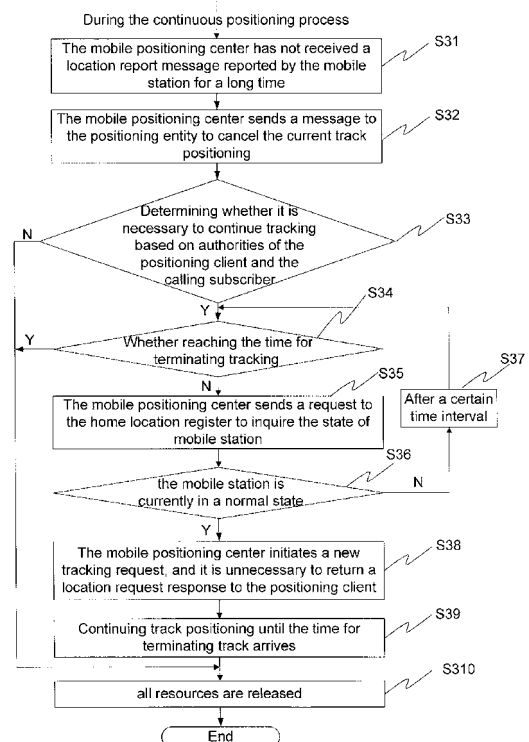 During the continuous positioning process
S31
The mobile positioning center has not received a
location report message reported by the mobile
station for a long time
S32
The mobile positioning center sends a message to
the positioning entity to cancel the current track
positioning
S33
N
Determining whether it is
necessary to continue tracking
based on authorities of the
positioning client and the
calling subscriber
Y
S34
Y
Whether reaching the time for
terminating tracking
N
S35
S37
The mobile positioning center sends a request to
the home location register to inquire the state of
mobile station
After a certain
time interval
S36
the mobile station is
currently in a normal state
N
Y
S38
The mobile positioning center initiates a new
tracking request, and it is unnecessary to return a
location request response to the positioning client
S39
Continuing track positioning until the time for
terminating track arrives
S310
all resources are released
End